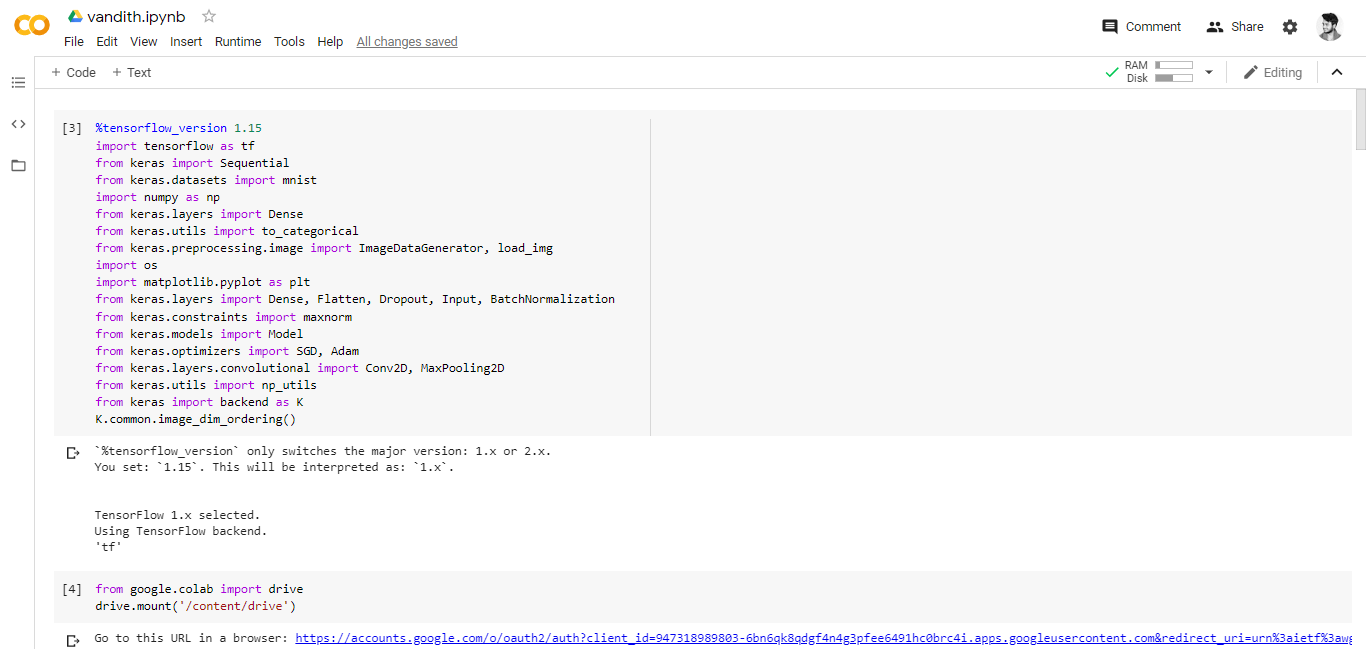 vandith.ipynb
File Edit View Insert Runtime Tools Help All changes saved
Comment Share
+ Code + Text
RAM
Disk
Editing
[3] %tensorflow_version 1.15
import tensorflow as tf
from keras import Sequential
from keras.datasets import mnist
import numpy as np
from keras.layers import Dense
from keras.utils import to_categorical
from keras.preprocessing.image import ImageDataGenerator, load_img
import os
import matplotlib.pyplot as plt
from keras.layers import Dense, Flatten, Dropout, Input, BatchNormalization
from keras.constraints import maxnorm
from keras.models import Model
from keras.optimizers import SGD, Adam
from keras.layers.convolutional import Conv2D, MaxPooling2D
from keras.utils import np_utils
from keras import backend as K
K.common.image_dim_ordering()
`%tensorflow_version` only switches the major version: 1.x or 2.x.
You set: `1.15`. This will be interpreted as: `1.x`.
TensorFlow 1.x selected.
Using TensorFlow backend.
'tf'
[4] from google.colab import drive
drive.mount('/content/drive')
Go to this URL in a browser: https://accounts.google.com/o/oauth2/auth?client_id=947318989803-6bn6qk8qdgf4n4g3pfee6491hc0brc4i.apps.googleusercontent.com&redirect_uri=urn%3aietf%3awg